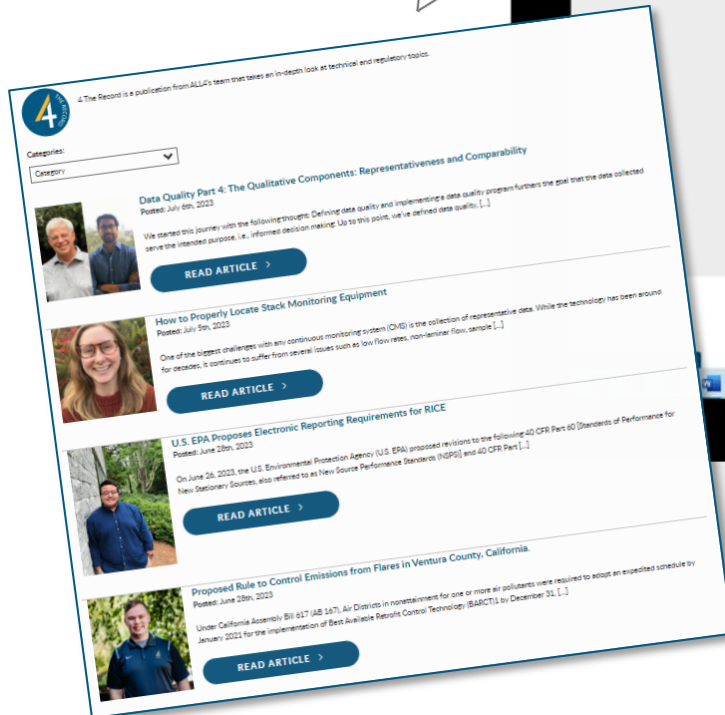 4 THE RECORD
4 The Record is a publication from ALL4's team that takes an in-depth look at technical and regulatory topics.
Categories:
Category
Data Quality Part 4: The Qualitative Components: Representativeness and Comparability
Posted: July 6th, 2023
We started this journey with the following thought: Defining data quality and implementing a data quality program furthers the goal that the data collected
serve the intended purpose, i.e., informed decision making. Up to this point, we've defined data quality, [...]
READ ARTICLE >
How to Properly Locate Stack Monitoring Equipment
Posted: July 5th, 2023
One of the biggest challenges with any continuous monitoring system (CMS) is the collection of representative data. While the technology has been around
for decades, it continues to suffer from several issues such as low flow rates, non-laminar flow, sample [...]
READ ARTICLE >
U.S. EPA Proposes Electronic Reporting Requirements for RICE
Posted: June 28th, 2023
On June 26, 2023, the U.S. Environmental Protection Agency (U.S. EPA) proposed revisions to the following 40 CFR Part 60 [Standards of Performance for
New Stationary Sources, also referred to as New Source Performance Standards (NSPS)] and 40 CFR Part [...]
READ ARTICLE >
Proposed Rule to Control Emissions from Flares in Ventura County, California.
Posted: June 28th, 2023
Under California Assembly Bill 617 (AB 167), Air Districts in nonattainment for one or more air pollutants were required to adopt an expedited schedule by
January 2021 for the implementation of Best Available Retrofit Control Technology (BARCT)1 by December 31, [...]
READ ARTICLE >